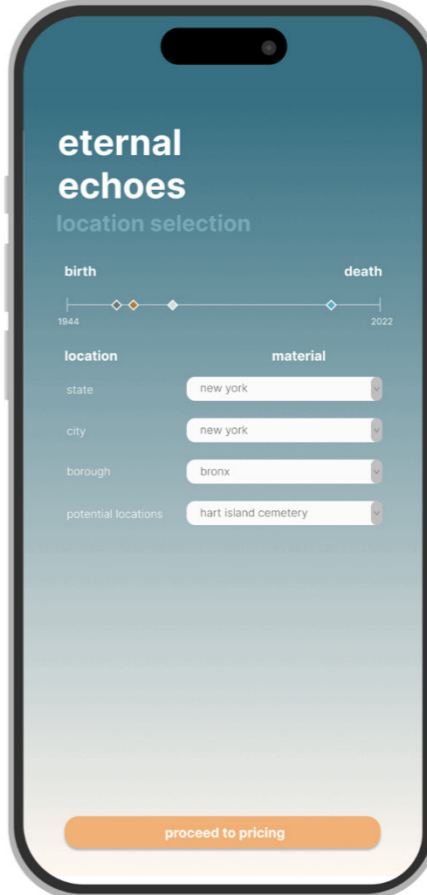 eternal
echoes
location selection
birth death
1944 2022
location material
state new york
city new york
borough bronx
potential locations hart island cemetery
proceed to pricing